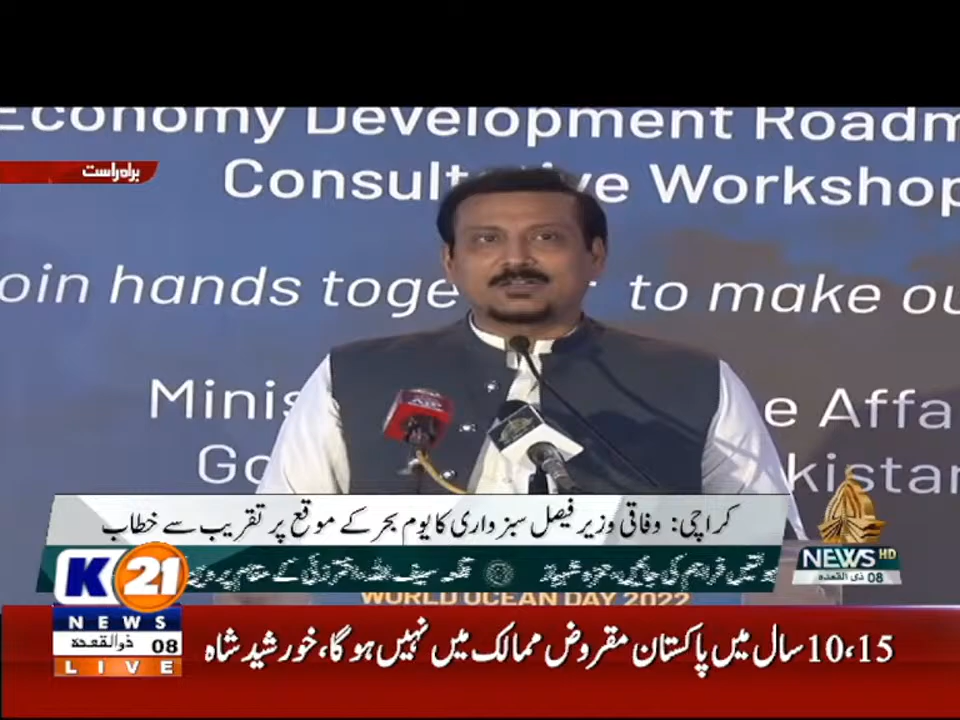 Economy Development Roadm
Consultative Workshop
براہ راست
oin hands toge to make ou
Minis e Affa
Go kistan
کراچی: وفاقی وزیر فیصل سبزواری کا یوم بحر کے موقع پر تقریب سے خطاب
NEWS HD
08 ذی القعدہ
K21
NEWS
ذوالقعدہ 08
LIVE
WORLD OCEAN DAY 2022
10،15 سال میں پاکستان مقروض ممالک میں نہیں ہو گا، خورشید شاہ